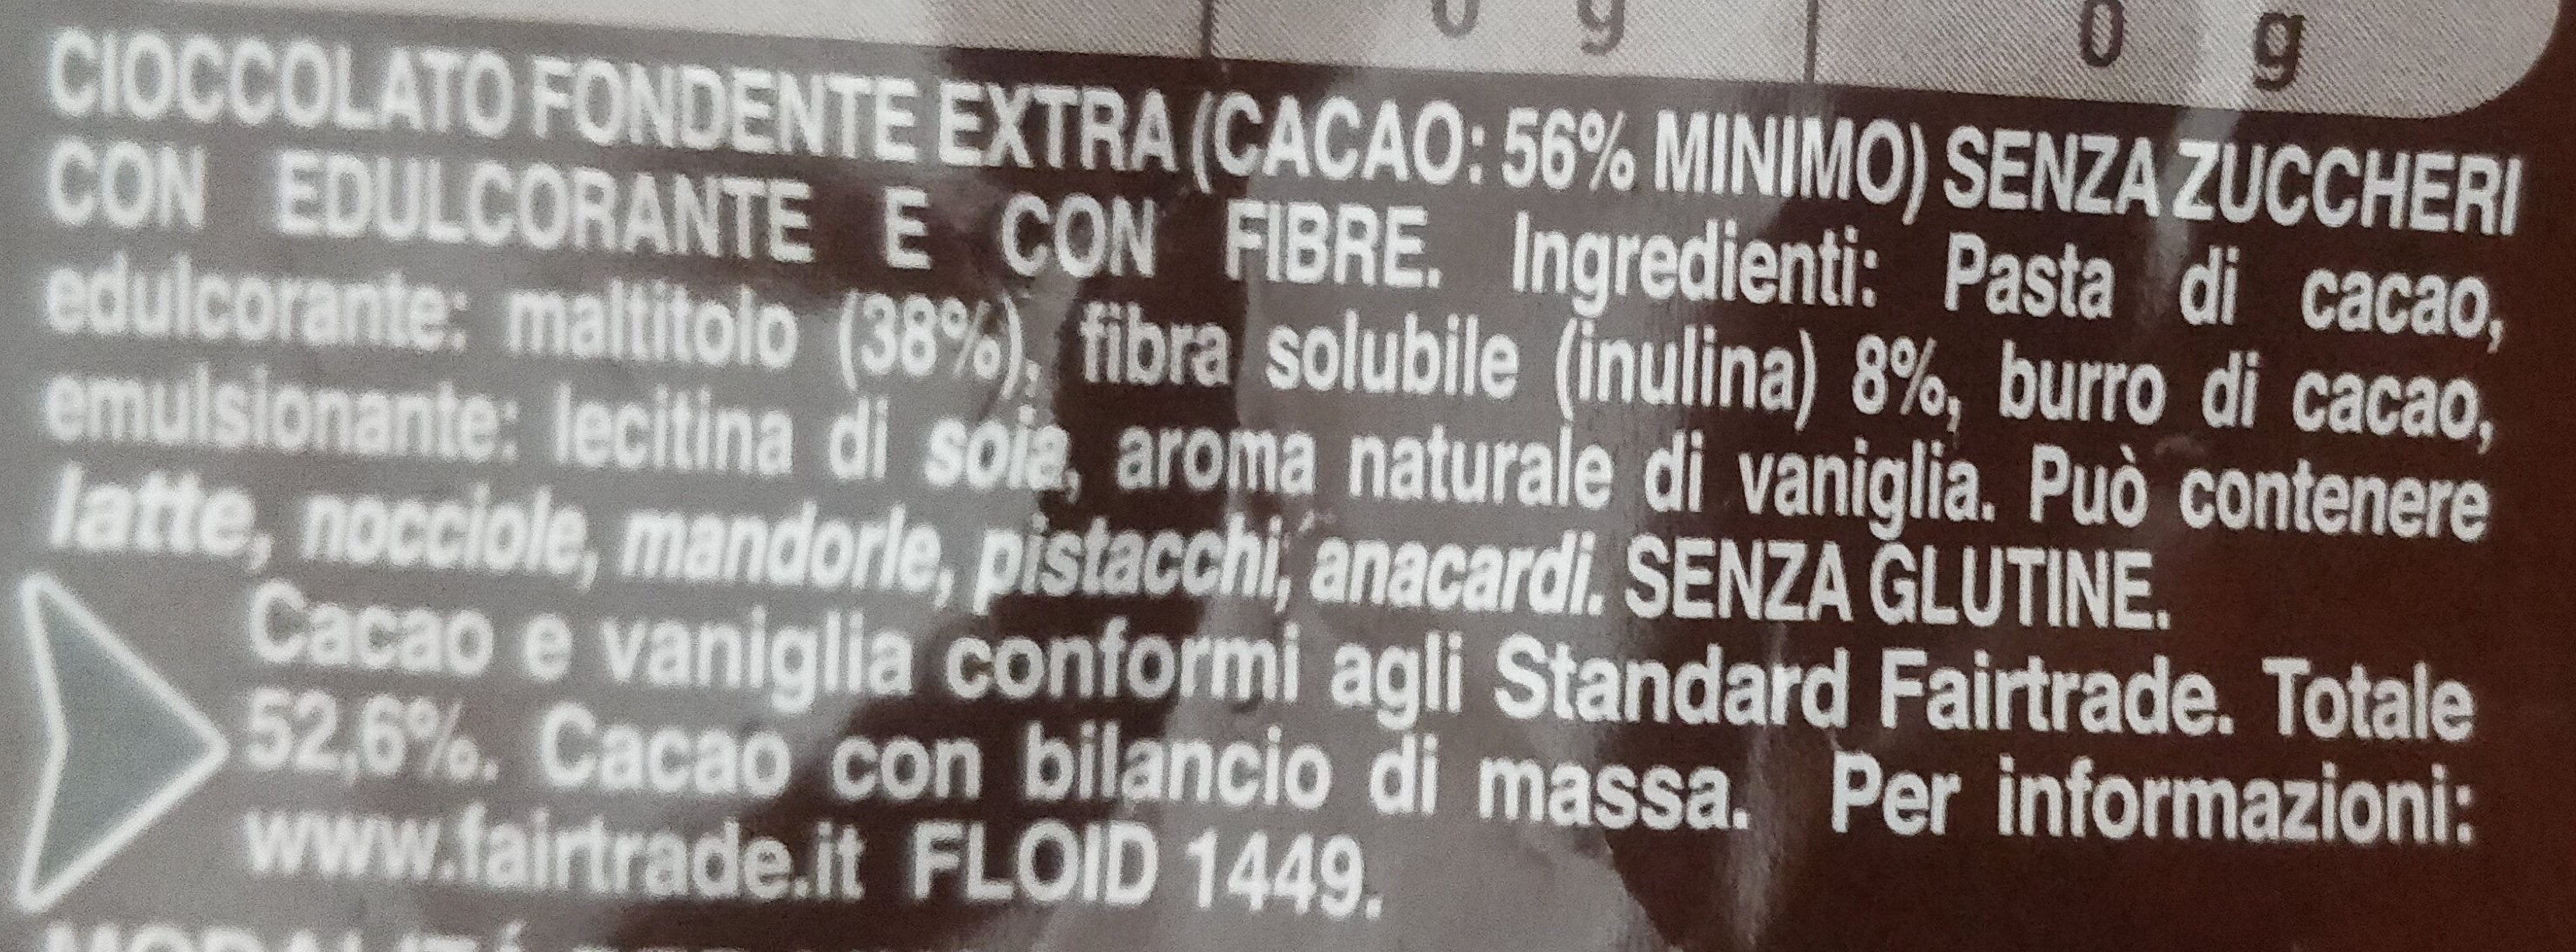 0 g 0 g
CIOCCOLATO FONDENTE EXTRA (CACAO: 56% MINIMO) SENZA ZUCCHERI
CON EDULCORANTE E CON FIBRE. Ingredienti: Pasta di cacao,
edulcorante: maltitolo (38%), fibra solubile (inulina) 8%, burro di cacao,
emulsionante: lecitina di soia, aroma naturale di vaniglia. Può contenere
latte, nocciole, mandorle, pistacchi, anacardi. SENZA GLUTINE.
Cacao e vaniglia conformi agli Standard Fairtrade. Totale
52,6%. Cacao con bilancio di massa. Per informazioni:
www.fairtrade.it FLOID 1449.